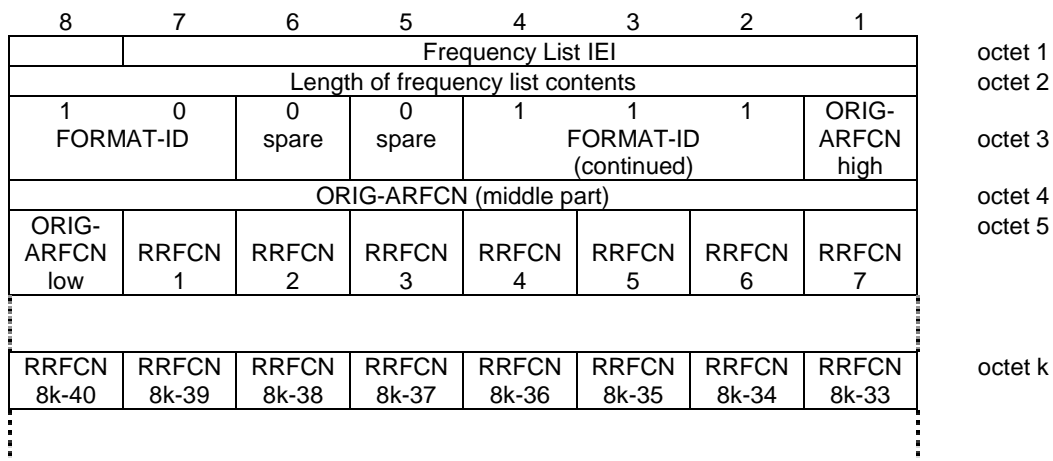 8 7 6 5 4 3 2 1
Frequency List IEI octet 1
Length of frequency list contents octet 2
1 0 0 0 1 1 1 ORIG-
FORMAT-ID spare spare FORMAT-ID ARFCN octet 3
(continued) high
ORIG-ARFCN (middle part) octet 4
ORIG- octet 5
ARFCN RRFCN RRFCN RRFCN RRFCN RRFCN RRFCN RRFCN
low 1 2 3 4 5 6 7
RRFCN RRFCN RRFCN RRFCN RRFCN RRFCN RRFCN RRFCN octet k
8k-40 8k-39 8k-38 8k-37 8k-36 8k-35 8k-34 8k-33